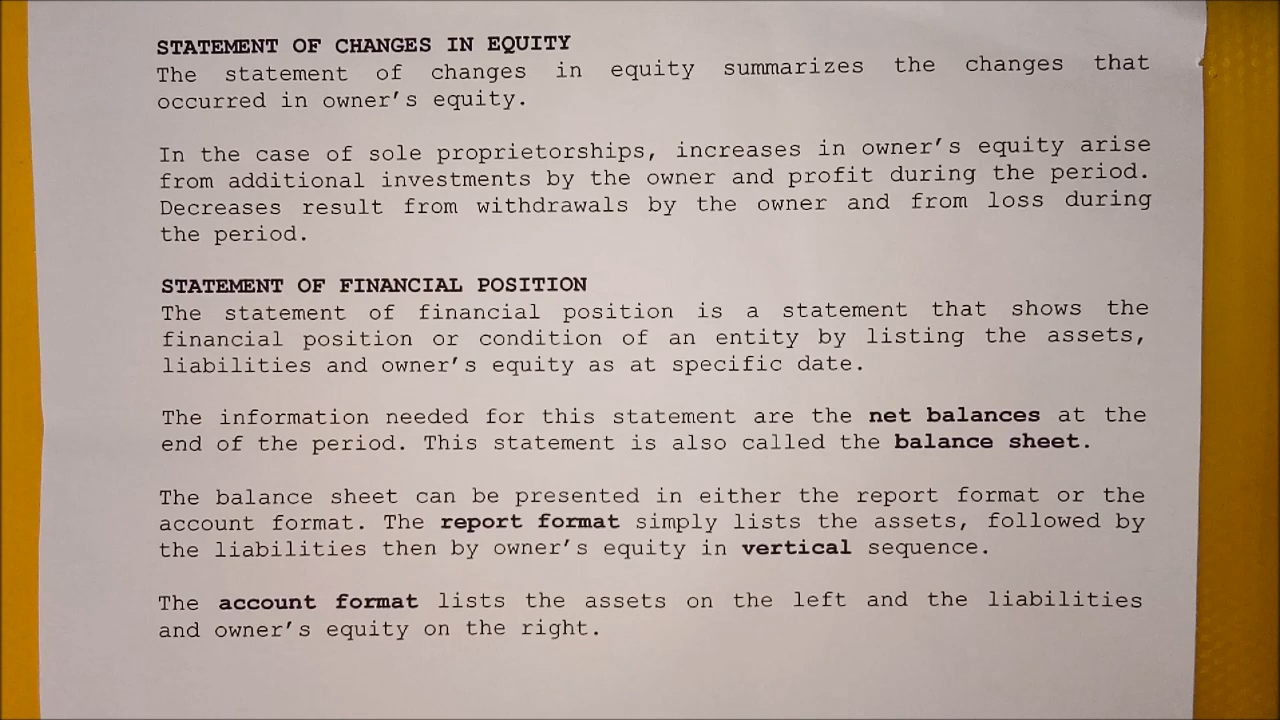 STATEMENT OF CHANGES IN EQUITY
The statement of changes in equity summarizes the changes that
occurred in owner's equity.
In the case of sole proprietorships, increases in owner's equity arise
from additional investments by the owner and profit during the period.
Decreases result from withdrawals by the owner and from loss during
the period.
STATEMENT OF FINANCIAL POSITION
The statement of financial position is a statement that shows the
financial position or condition of an entity by listing the assets,
liabilities and owner's equity as at specific date.
The information needed for this statement are the net balances at the
end of the period. This statement is also called the balance sheet.
The balance sheet can be presented in either the report format or the
account format. The report format simply lists the assets, followed by
the liabilities then by owner's equity in vertical sequence.
The account format lists the assets on the left and the liabilities
and owner's equity on the right.